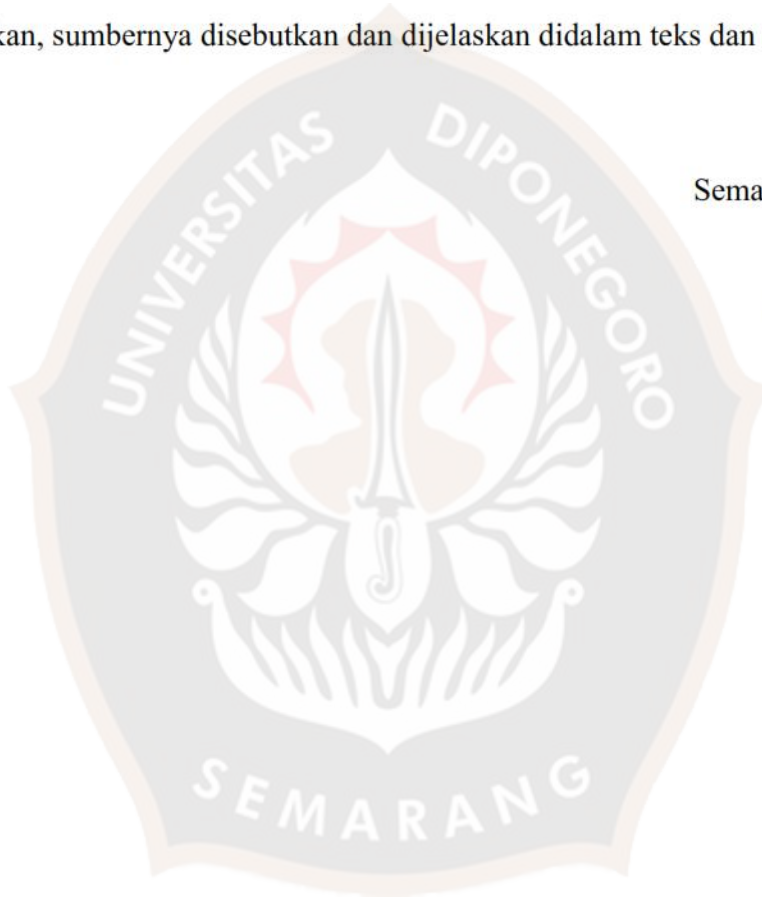 kan, sumbernya disebutkan dan dijelaskan didalam teks dan
Sema
UNIVERSITAS DIPONEGORO
SEMARANG